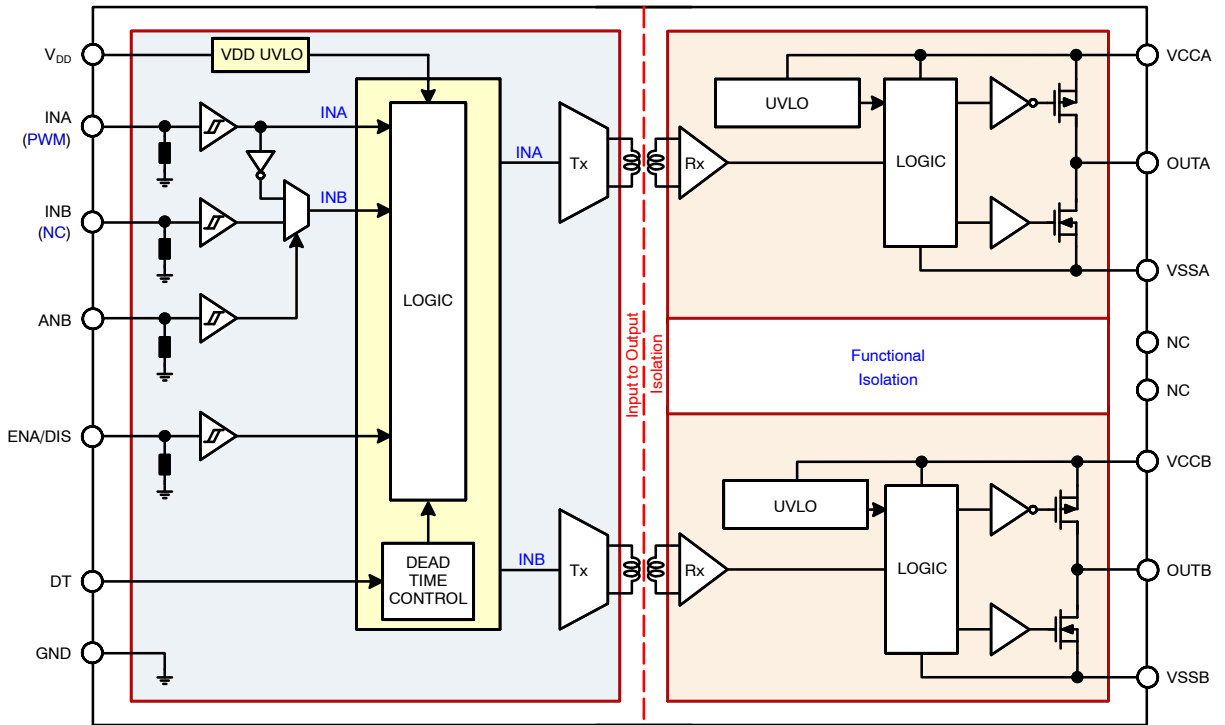 VDD
VDD UVLO
INA
(PWM)
INA
INB
(NC)
INB
ANB
LOGIC
ENA/DIS
DT
DEAD
TIME
CONTROL
GND
INA
Tx
INB
Tx
Input to Output
Isolation
Rx
UVLO
LOGIC
VCCA
OUTA
VSSA
NC
Functional
Isolation
NC
Rx
UVLO
LOGIC
VCCB
OUTB
VSSB